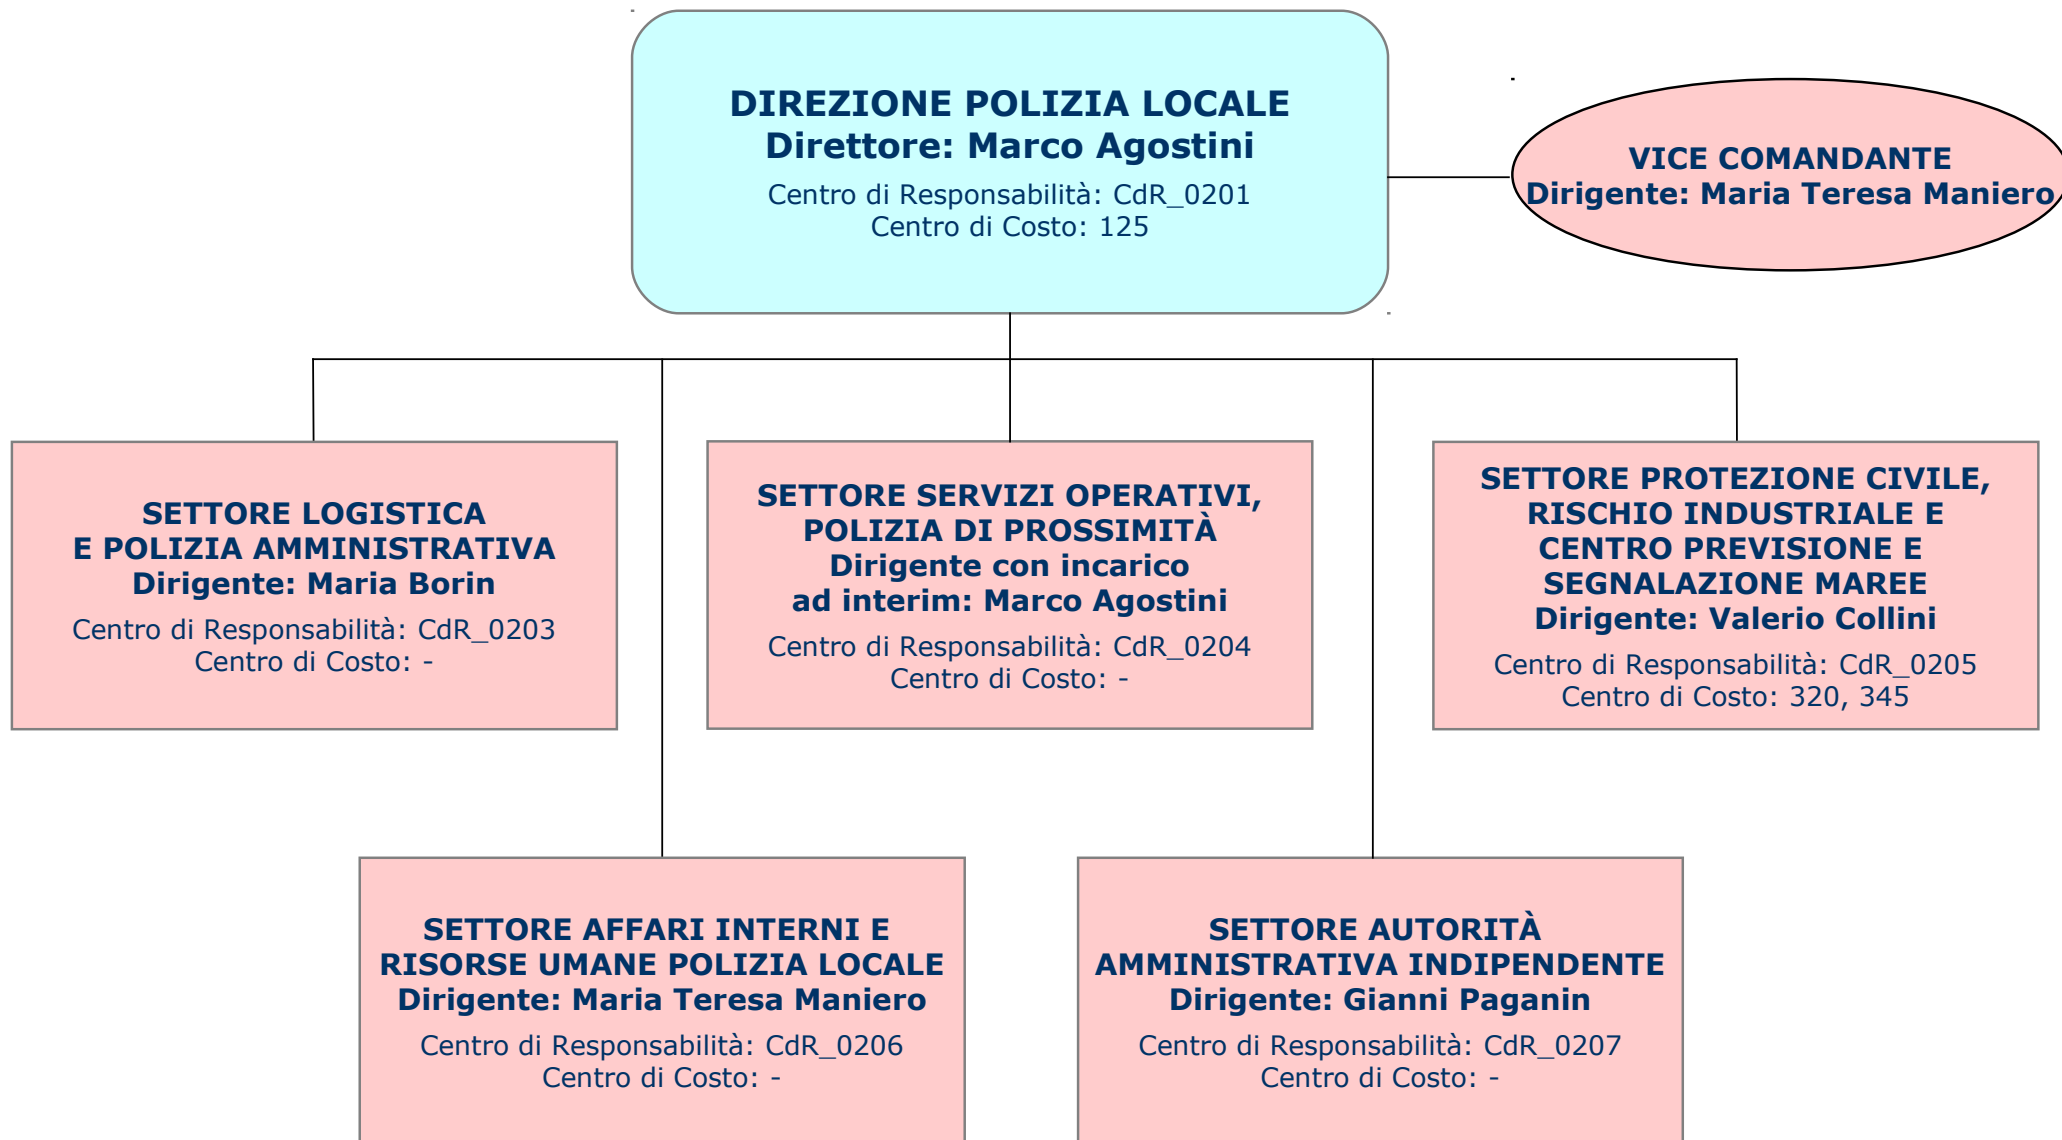 DIREZIONE POLIZIA LOCALE
Direttore: Marco Agostini
Centro di Responsabilità: CdR_0201
Centro di Costo: 125
VICE COMANDANTE
Dirigente: Maria Teresa Maniero
SETTORE LOGISTICA
E POLIZIA AMMINISTRATIVA
Dirigente: Maria Borin
Centro di Responsabilità: CdR_0203
Centro di Costo: -
SETTORE SERVIZI OPERATIVI,
POLIZIA DI PROSSIMITÀ
Dirigente con incarico
ad interim: Marco Agostini
Centro di Responsabilità: CdR_0204
Centro di Costo: -
SETTORE PROTEZIONE CIVILE,
RISCHIO INDUSTRIALE E
CENTRO PREVISIONE E
SEGNALAZIONE MAREE
Dirigente: Valerio Collini
Centro di Responsabilità: CdR_0205
Centro di Costo: 320, 345
SETTORE AFFARI INTERNI E
RISORSE UMANE POLIZIA LOCALE
Dirigente: Maria Teresa Maniero
Centro di Responsabilità: CdR_0206
Centro di Costo: -
SETTORE AUTORITÀ
AMMINISTRATIVA INDIPENDENTE
Dirigente: Gianni Paganin
Centro di Responsabilità: CdR_0207
Centro di Costo: -